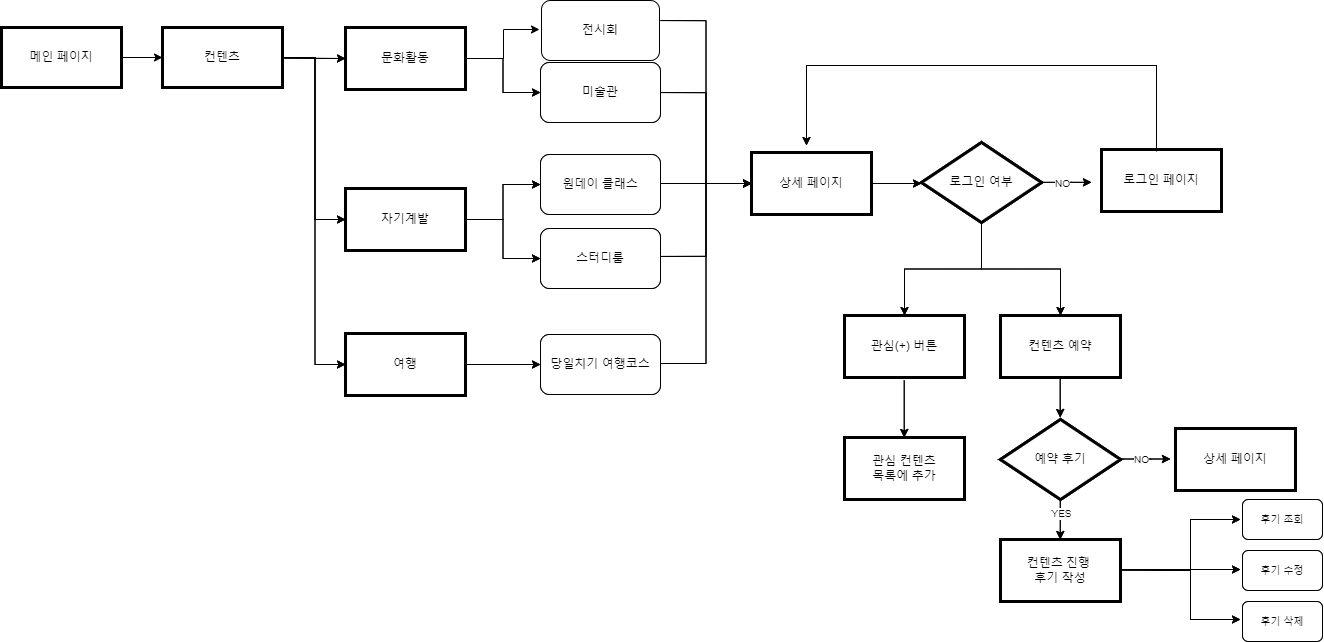 메인 페이지
컨텐츠
문화활동
전시회
미술관
자기계발
원데이 클래스
스터디룸
여행
당일치기 여행코스
상세 페이지
로그인 여부
NO
로그인 페이지
관심(+) 버튼
컨텐츠 예약
관심 컨텐츠
목록에 추가
예약 후기
NO
상세 페이지
YES
컨텐츠 진행
후기 작성
후기 조회
후기 수정
후기 삭제